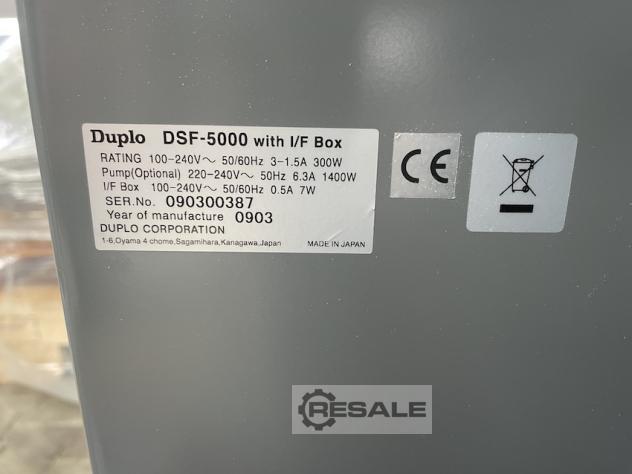 Duplo DSF-5000 with I/F Box
RATING 100-240V～ 50/60Hz 3-1.5A 300W
Pump(Optional) 220-240V～ 50Hz 6.3A 1400W
I/F Box 100-240V～ 50/60Hz 0.5A 7W
SER.No. 090300387
Year of manufacture 0903
DUPLO CORPORATION
1-6,Oyama 4 chome,Sagamihara,Kanagawa,Japan MADE IN JAPAN
CE
RESALE